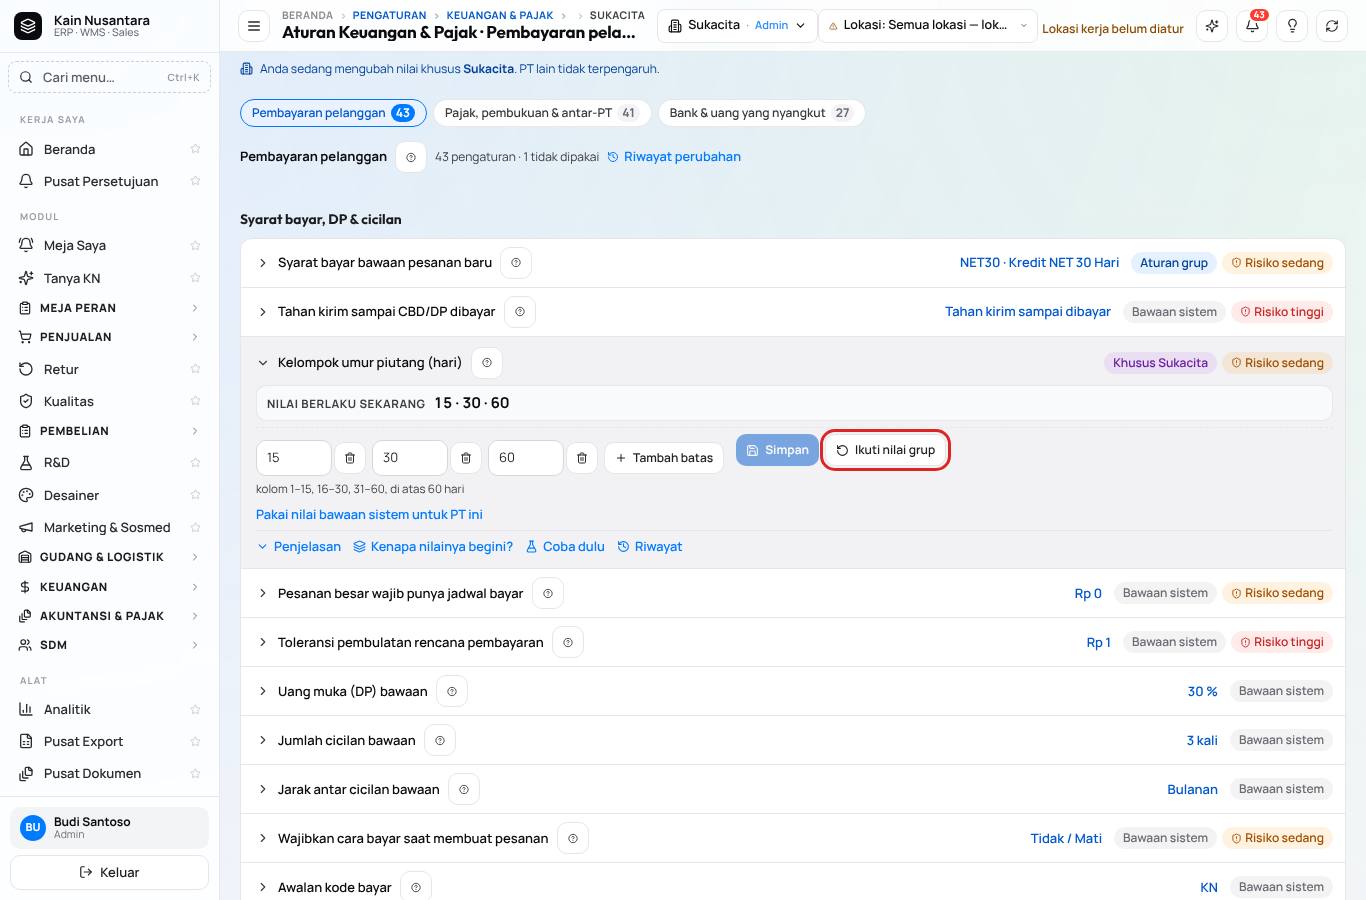 Kain Nusantara
ERP · WMS · Sales
Cari menu...
Ctrl+K
KERJA SAYA
Beranda
Pusat Persetujuan
MODUL
Meja Saya
Tanya KN
MEJA PERAN
PENJUALAN
Retur
Kualitas
PEMBELIAN
R&D
Desainer
Marketing & Sosmed
GUDANG & LOGISTIK
KEUANGAN
AKUNTANSI & PAJAK
SDM
ALAT
Analitik
Pusat Export
Pusat Dokumen
BU
Budi Santoso
Admin
Keluar
BERANDA > PENGATURAN > KEUANGAN & PAJAK > > SUKACITA
Aturan Keuangan & Pajak · Pembayaran pela...
Sukacita · Admin
Lokasi: Semua lokasi — lok...
Lokasi kerja belum diatur
43
Anda sedang mengubah nilai khusus Sukacita. PT lain tidak terpengaruh.
Pembayaran pelanggan 43
Pajak, pembukuan & antar-PT 41
Bank & uang yang nyangkut 27
Pembayaran pelanggan
43 pengaturan · 1 tidak dipakai
Riwayat perubahan
Syarat bayar, DP & cicilan
Syarat bayar bawaan pesanan baru
NET30 · Kredit NET 30 Hari
Aturan grup
Risiko sedang
Tahan kirim sampai CBD/DP dibayar
Tahan kirim sampai dibayar
Bawaan sistem
Risiko tinggi
Kelompok umur piutang (hari)
Khusus Sukacita
Risiko sedang
NILAI BERLAKU SEKARANG 15 · 30 · 60
15
30
60
+ Tambah batas
Simpan
Ikuti nilai grup
kolom 1–15, 16–30, 31–60, di atas 60 hari
Pakai nilai bawaan sistem untuk PT ini
Penjelasan
Kenapa nilainya begini?
Coba dulu
Riwayat
Pesanan besar wajib punya jadwal bayar
Rp 0
Bawaan sistem
Risiko sedang
Toleransi pembulatan rencana pembayaran
Rp 1
Bawaan sistem
Risiko tinggi
Uang muka (DP) bawaan
30 %
Bawaan sistem
Jumlah cicilan bawaan
3 kali
Bawaan sistem
Jarak antar cicilan bawaan
Bulanan
Bawaan sistem
Wajibkan cara bayar saat membuat pesanan
Tidak / Mati
Bawaan sistem
Risiko sedang
Awalan kode bayar
KN
Bawaan sistem